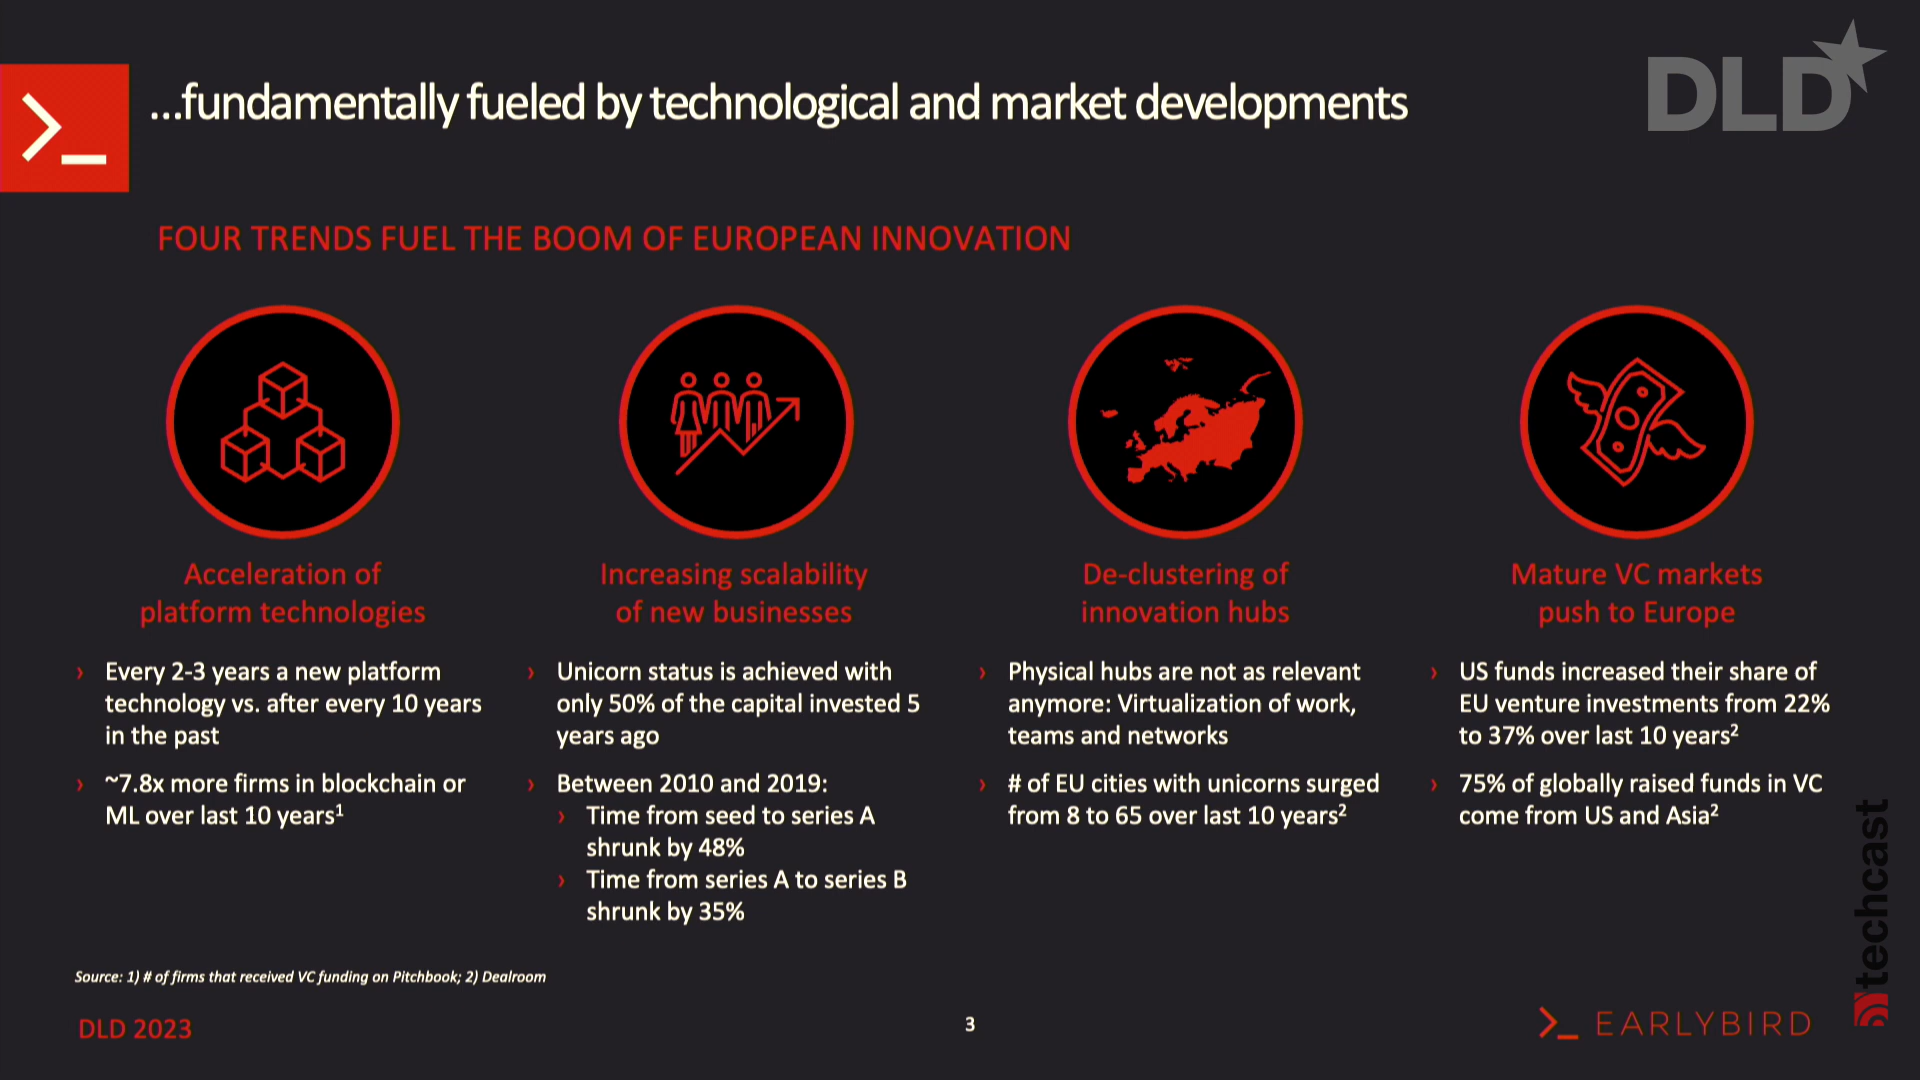 DLD
>_
...fundamentally fueled by technological and market developments
FOUR TRENDS FUEL THE BOOM OF EUROPEAN INNOVATION
Acceleration of
platform technologies
› Every 2-3 years a new platform
technology vs. after every 10 years
in the past
› ~7.8x more firms in blockchain or
ML over last 10 years¹
Increasing scalability
of new businesses
› Unicorn status is achieved with
only 50% of the capital invested 5
years ago
› Between 2010 and 2019:
› Time from seed to series A
shrunk by 48%
› Time from series A to series B
shrunk by 35%
De-clustering of
innovation hubs
› Physical hubs are not as relevant
anymore: Virtualization of work,
teams and networks
› # of EU cities with unicorns surged
from 8 to 65 over last 10 years²
Mature VC markets
push to Europe
› US funds increased their share of
EU venture investments from 22%
to 37% over last 10 years²
› 75% of globally raised funds in VC
come from US and Asia²
techcast
Source: 1) # of firms that received VC funding on Pitchbook; 2) Dealroom
DLD 2023
3
>_ EARLYBIRD